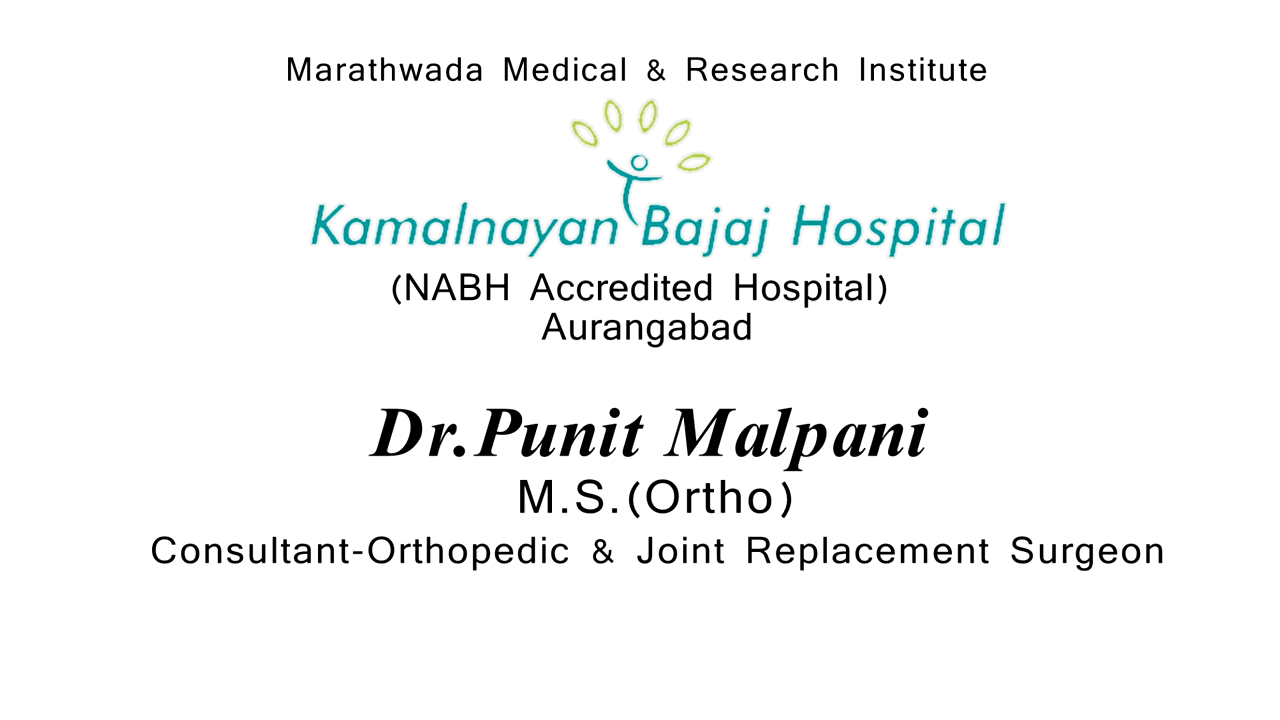 Marathwada Medical & Research Institute
Kamalnayan Bajaj Hospital
(NABH Accredited Hospital)
Aurangabad
Dr.Punit Malpani
M.S.(Ortho)
Consultant-Orthopedic & Joint Replacement Surgeon